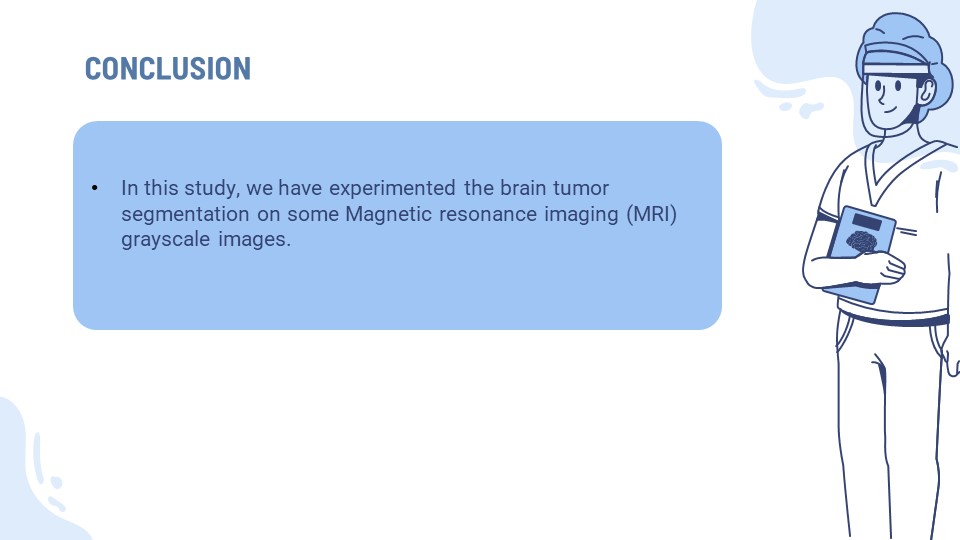 CONCLUSION
• In this study, we have experimented the brain tumor
segmentation on some Magnetic resonance imaging (MRI)
grayscale images.